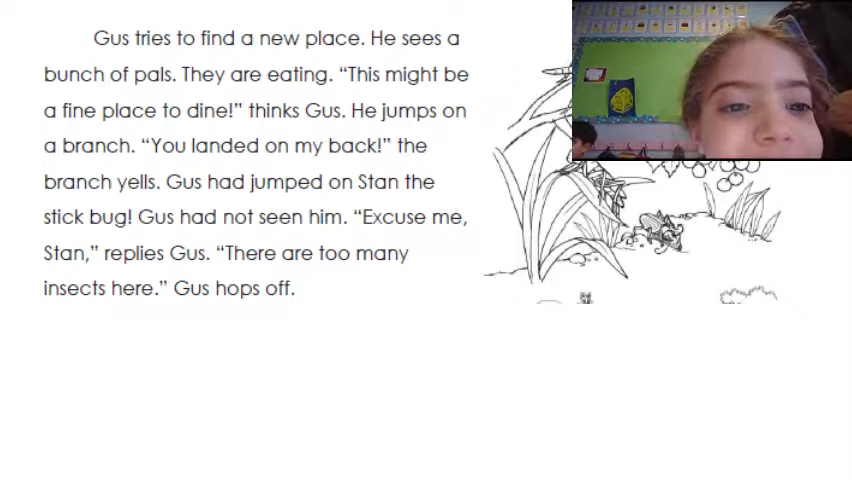 Gus tries to find a new place. He sees a
bunch of pals. They are eating. “This might be
a fine place to dine!” thinks Gus. He jumps on
a branch. “You landed on my back!” the
branch yells. Gus had jumped on Stan the
stick bug! Gus had not seen him. “Excuse me,
Stan,” replies Gus. “There are too many
insects here.” Gus hops off.